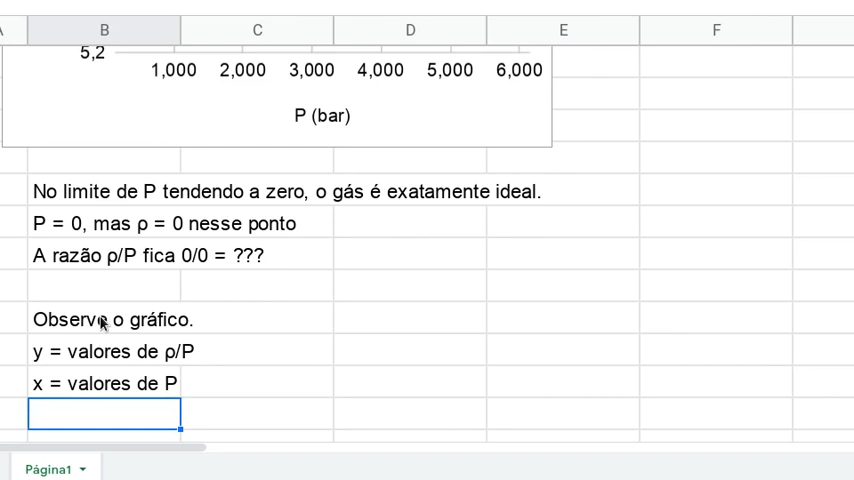 A B C D E F
5,2
1,000 2,000 3,000 4,000 5,000 6,000
P (bar)
No limite de P tendendo a zero, o gás é exatamente ideal.
P = 0, mas ρ = 0 nesse ponto
A razão ρ/P fica 0/0 = ???
Observe o gráfico.
y = valores de ρ/P
x = valores de P
Página1